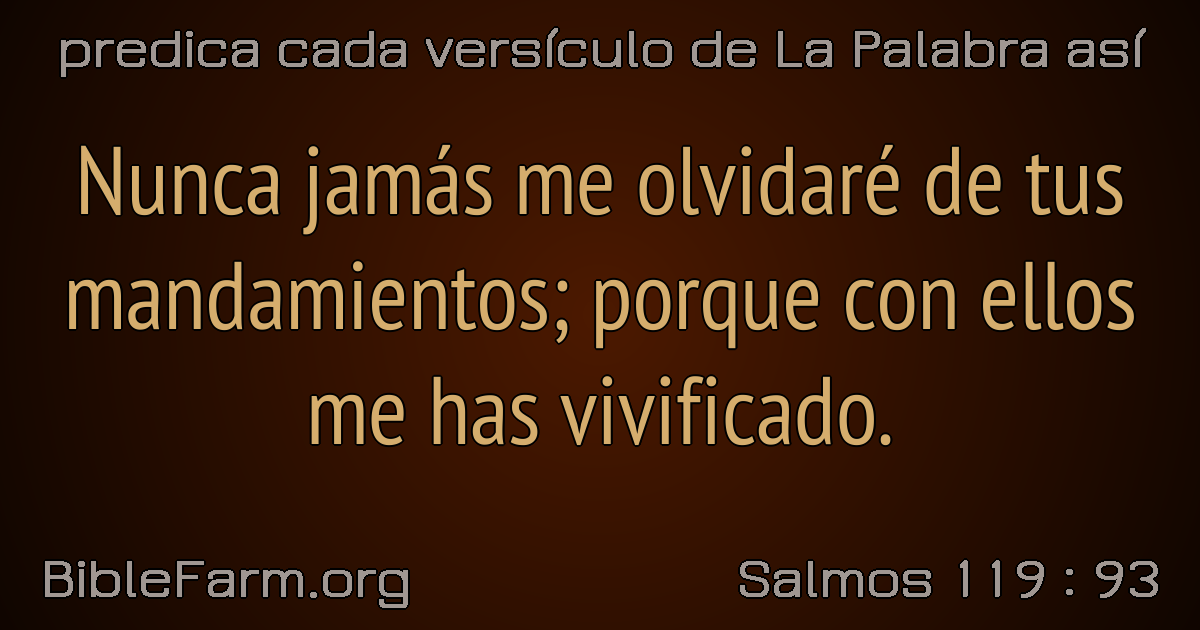 predica cada versículo de La Palabra así
Nunca jamás me olvidaré de tus
mandamientos; porque con ellos
me has vivificado.
BibleFarm.org
Salmos 119 : 93